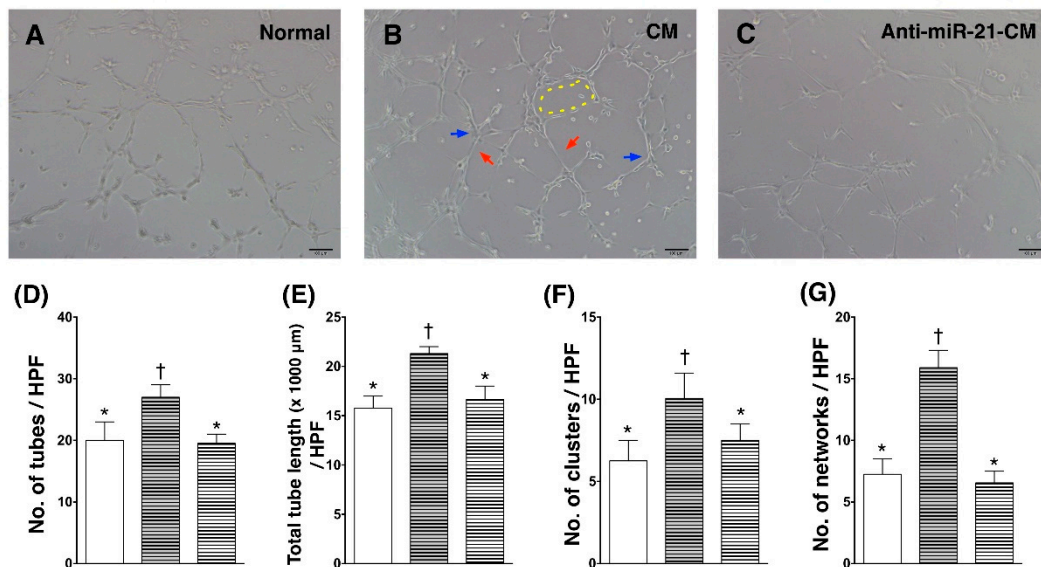 A Normal
B CM
C Anti-miR-21-CM
(D)
No. of tubes / HPF
40
30
20
10
0
*
†
*
(E)
Total tube length (x 1000 µm)
/ HPF
25
20
15
10
5
0
*
†
*
(F)
No. of clusters / HPF
15
10
5
0
*
†
*
(G)
No. of networks / HPF
20
15
10
5
0
*
†
*